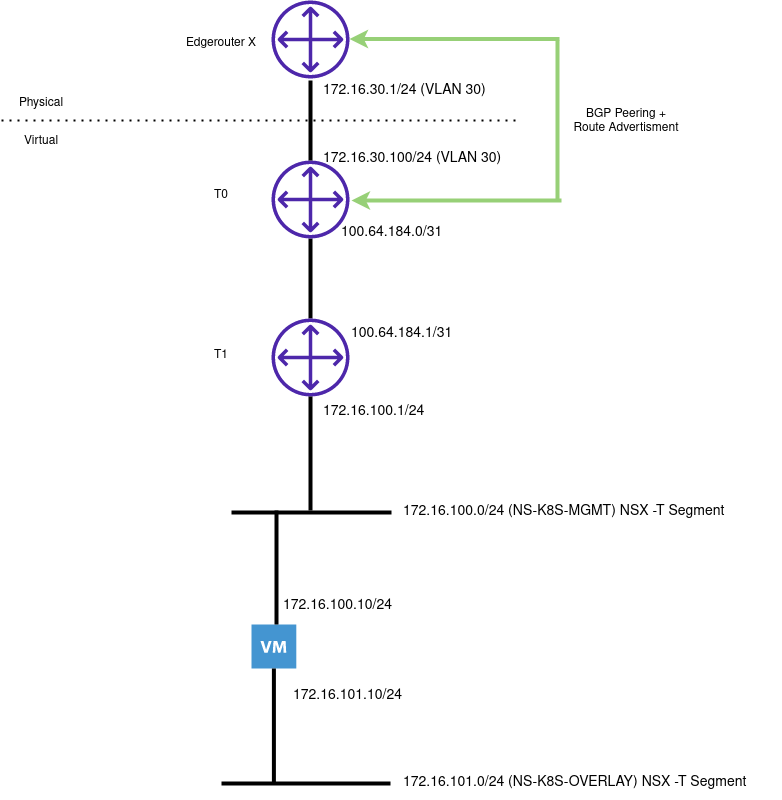 Edgerouter X
172.16.30.1/24 (VLAN 30)
Physical
BGP Peering +
Route Advertisment
Virtual
172.16.30.100/24 (VLAN 30)
T0
100.64.184.0/31
100.64.184.1/31
T1
172.16.100.1/24
172.16.100.0/24 (NS-K8S-MGMT) NSX -T Segment
172.16.100.10/24
VM
172.16.101.10/24
172.16.101.0/24 (NS-K8S-OVERLAY) NSX -T Segment